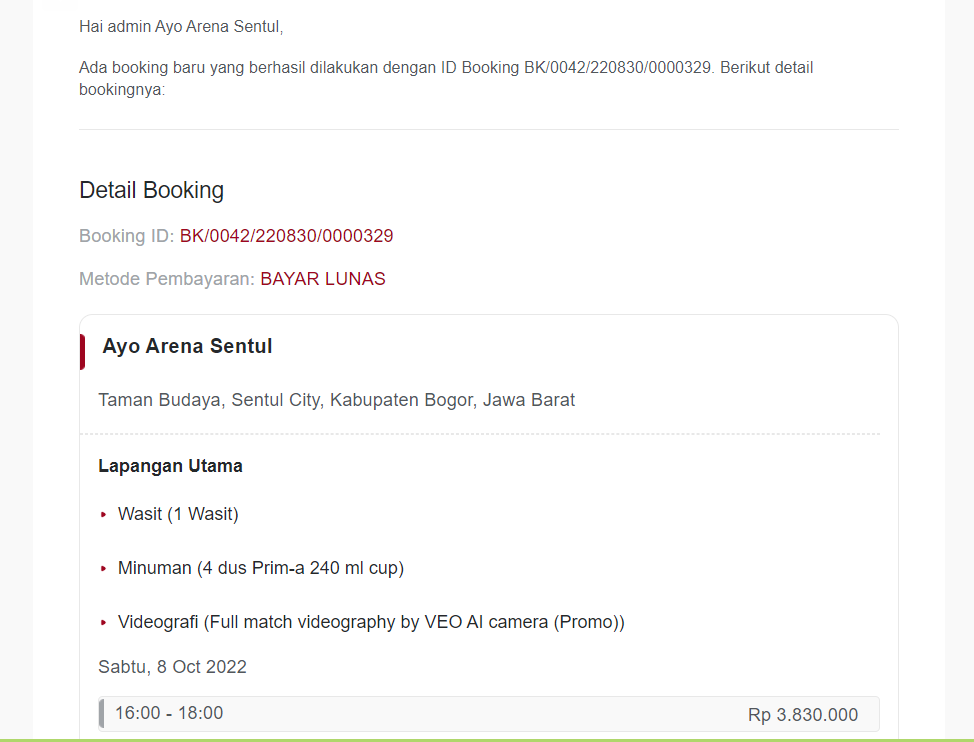 Hai admin Ayo Arena Sentul,
Ada booking baru yang berhasil dilakukan dengan ID Booking BK/0042/220830/0000329. Berikut detail
bookingnya:
Detail Booking
Booking ID: BK/0042/220830/0000329
Metode Pembayaran: BAYAR LUNAS
Ayo Arena Sentul
Taman Budaya, Sentul City, Kabupaten Bogor, Jawa Barat
Lapangan Utama
Wasit (1 Wasit)
Minuman (4 dus Prim-a 240 ml cup)
Videografi (Full match videography by VEO AI camera (Promo))
Sabtu, 8 Oct 2022
16:00 - 18:00 Rp 3.830.000